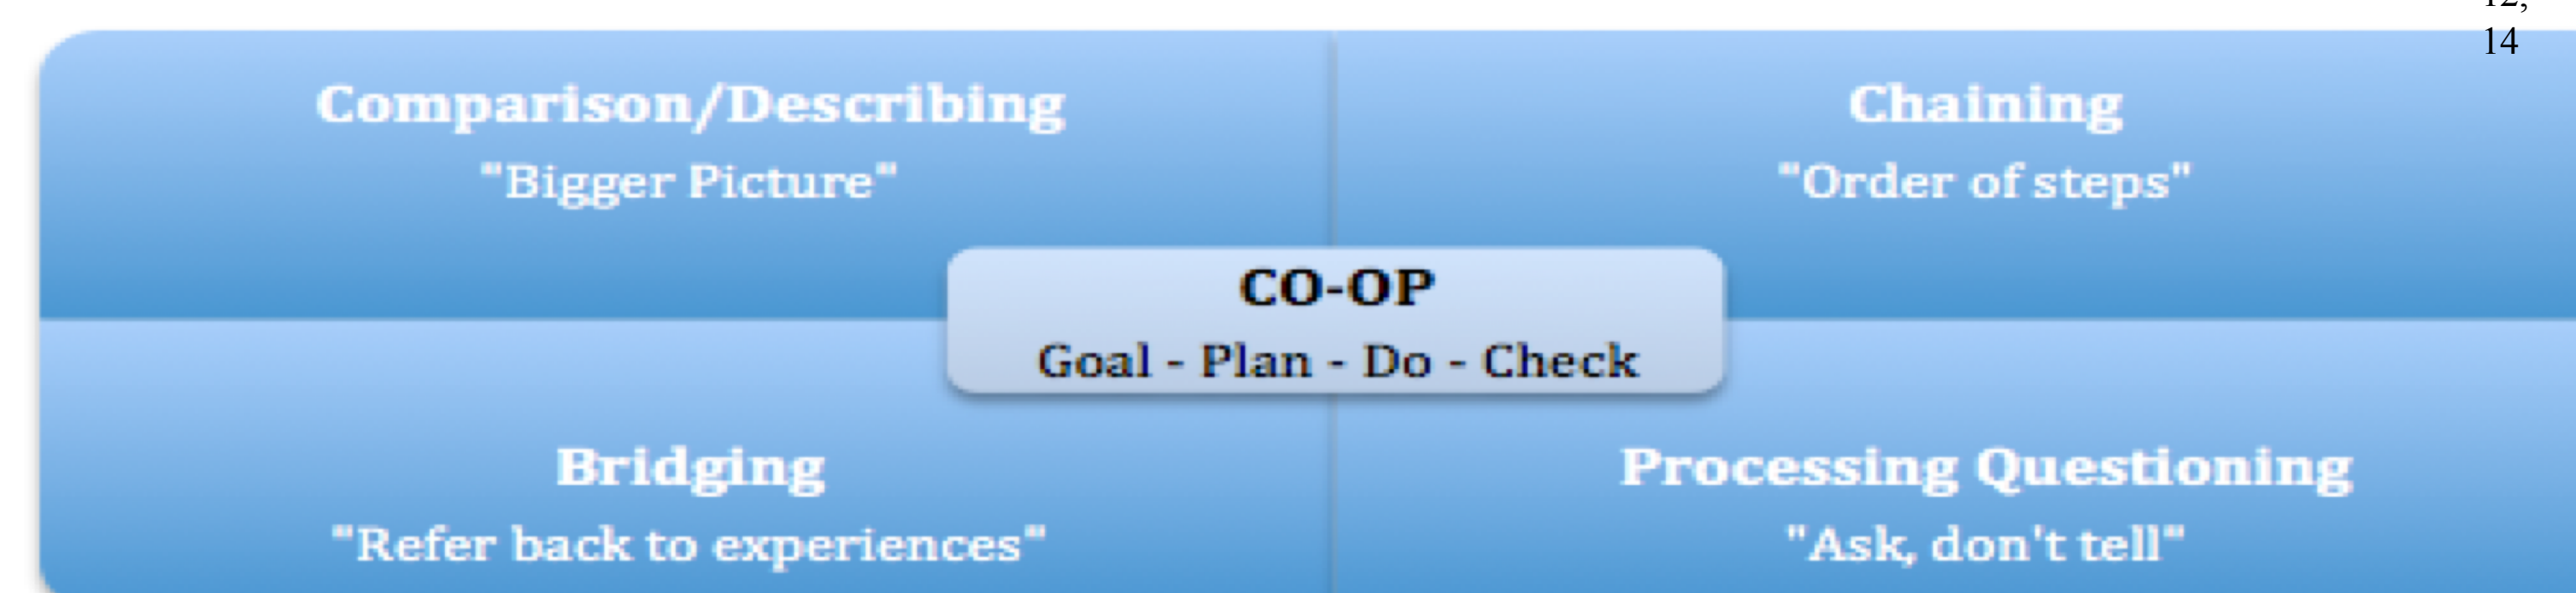 14
Comparison/Describing
"Bigger Picture"
Chaining
"Order of steps"
CO-OP
Goal - Plan - Do - Check
Bridging
"Refer back to experiences"
Processing Questioning
"Ask, don't tell"